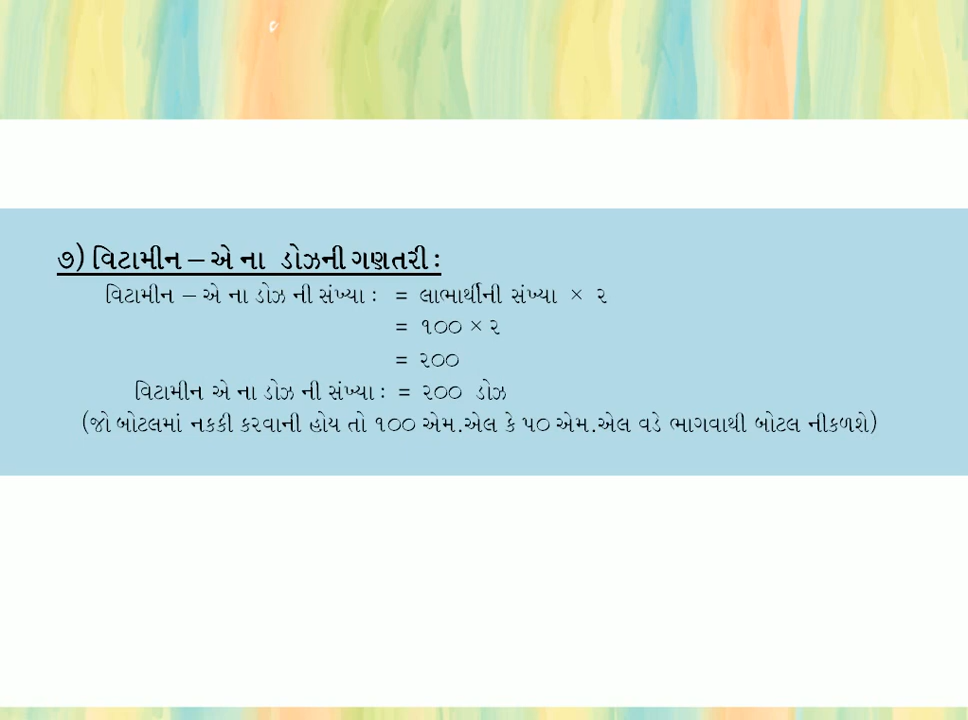 ૭) વિટામીન – એ ના ડોઝની ગણતરી :
વિટામીન – એ ના ડોઝ ની સંખ્યા : = લાભાર્થીની સંખ્યા × ૨
= ૧૦૦ × ૨
= ૨૦૦
વિટામીન એ ના ડોઝ ની સંખ્યા : = ૨૦૦ ડોઝ
(જો બોટલમાં નકકી કરવાની હોય તો ૧૦૦ એમ.એલ કે ૫૦ એમ.એલ વડે ભાગવાથી બોટલ નીકળશે)